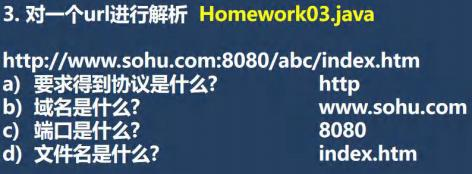 3. 对一个url进行解析 Homework03.java
http://www.sohu.com:8080/abc/index.htm
a) 要求得到协议是什么? http
b) 域名是什么? www.sohu.com
c) 端口是什么? 8080
d) 文件名是什么? index.htm